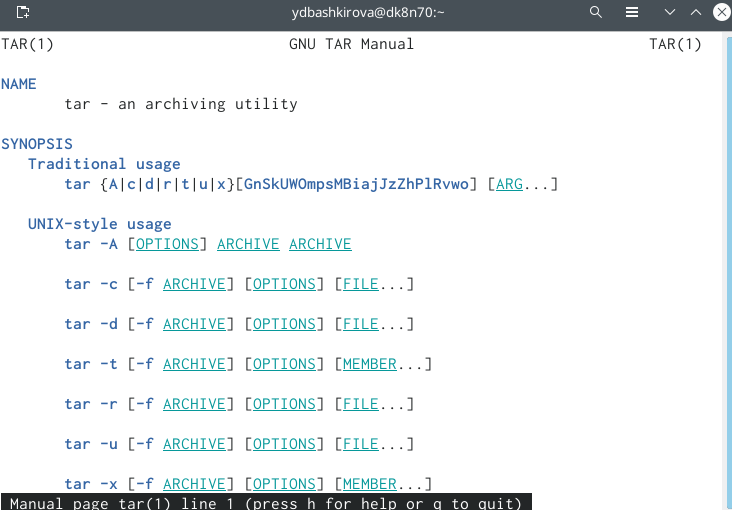 ydbashkirova@dk8n70:~
TAR(1) GNU TAR Manual TAR(1)
NAME
tar - an archiving utility
SYNOPSIS
Traditional usage
tar {A|c|d|r|t|u|x}[GnSkUWOmpsMBiajJzZhPlRvwo] [ARG...]
UNIX-style usage
tar -A [OPTIONS] ARCHIVE ARCHIVE
tar -c [-f ARCHIVE] [OPTIONS] [FILE...]
tar -d [-f ARCHIVE] [OPTIONS] [FILE...]
tar -t [-f ARCHIVE] [OPTIONS] [MEMBER...]
tar -r [-f ARCHIVE] [OPTIONS] [FILE...]
tar -u [-f ARCHIVE] [OPTIONS] [FILE...]
tar -x [-f ARCHIVE] [OPTIONS] [MEMBER...]
Manual page tar(1) line 1 (press h for help or q to quit)